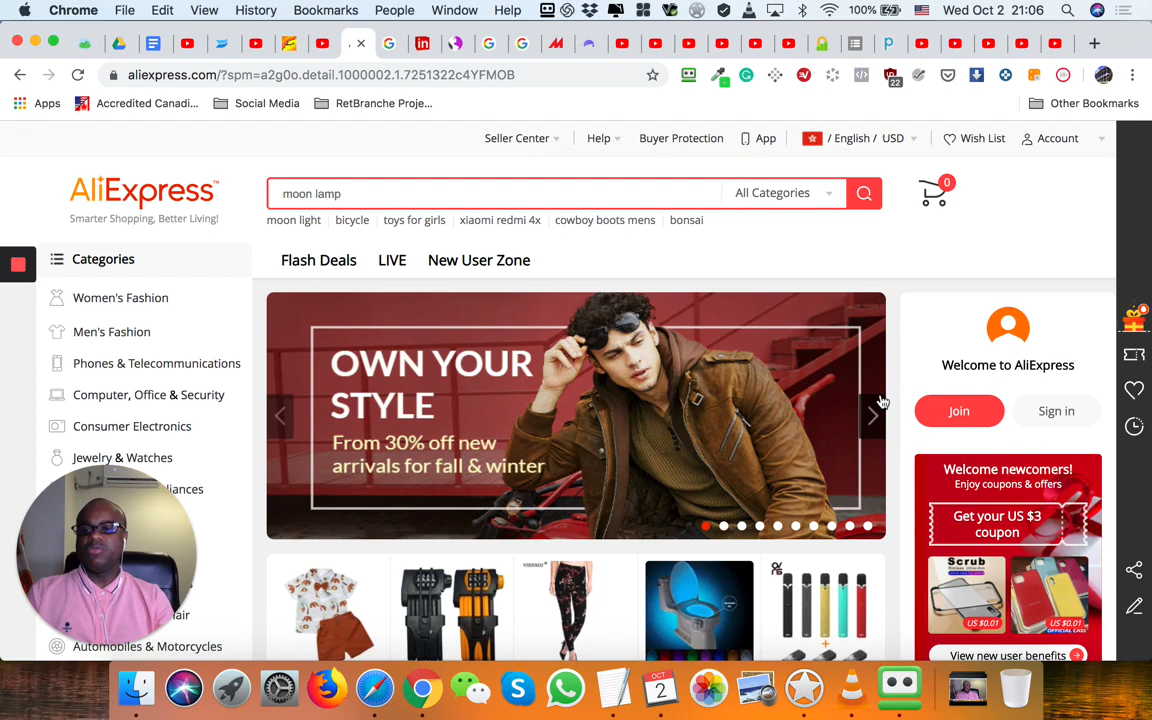 Chrome File Edit View History Bookmarks People Window Help 100% Wed Oct 2 21:06
aliexpress.com/?spm=a2g0o.detail.1000002.1.7251322c4YFMOB 22
Apps Accredited Canadi... Social Media RetBranche Proje... Other Bookmarks
Seller Center Help Buyer Protection App / English / USD Wish List Account
AliExpress™
Smarter Shopping, Better Living!
moon lamp All Categories 0
moon light bicycle toys for girls xiaomi redmi 4x cowboy boots mens bonsai
Categories
Flash Deals LIVE New User Zone
Women's Fashion
Men's Fashion
Phones & Telecommunications
Computer, Office & Security
Consumer Electronics
Jewelry & Watches
liances
air
Automobiles & Motorcycles
OWN YOUR
STYLE
From 30% off new
arrivals for fall & winter
Welcome to AliExpress
Join Sign in
Welcome newcomers!
Enjoy coupons & offers
Get your US $3
coupon
Scrub
US $0.01 US $0.01
View new user benefits
OCT
2